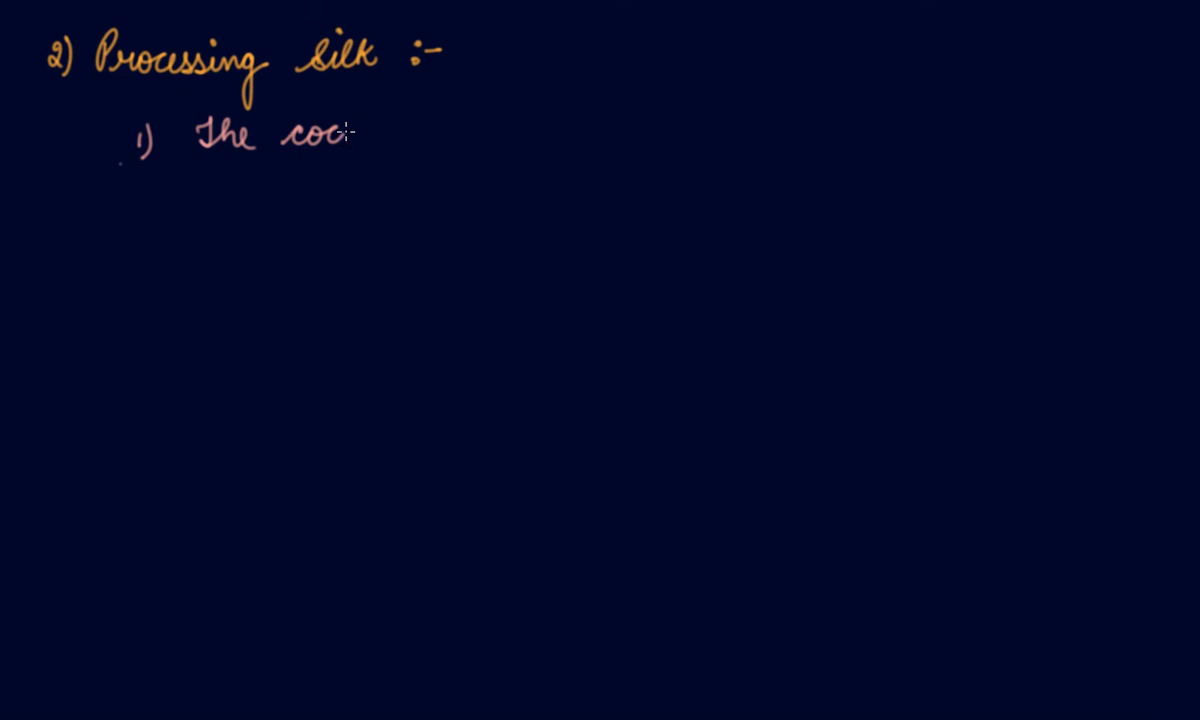 2) Processing Silk :-
1) The coc